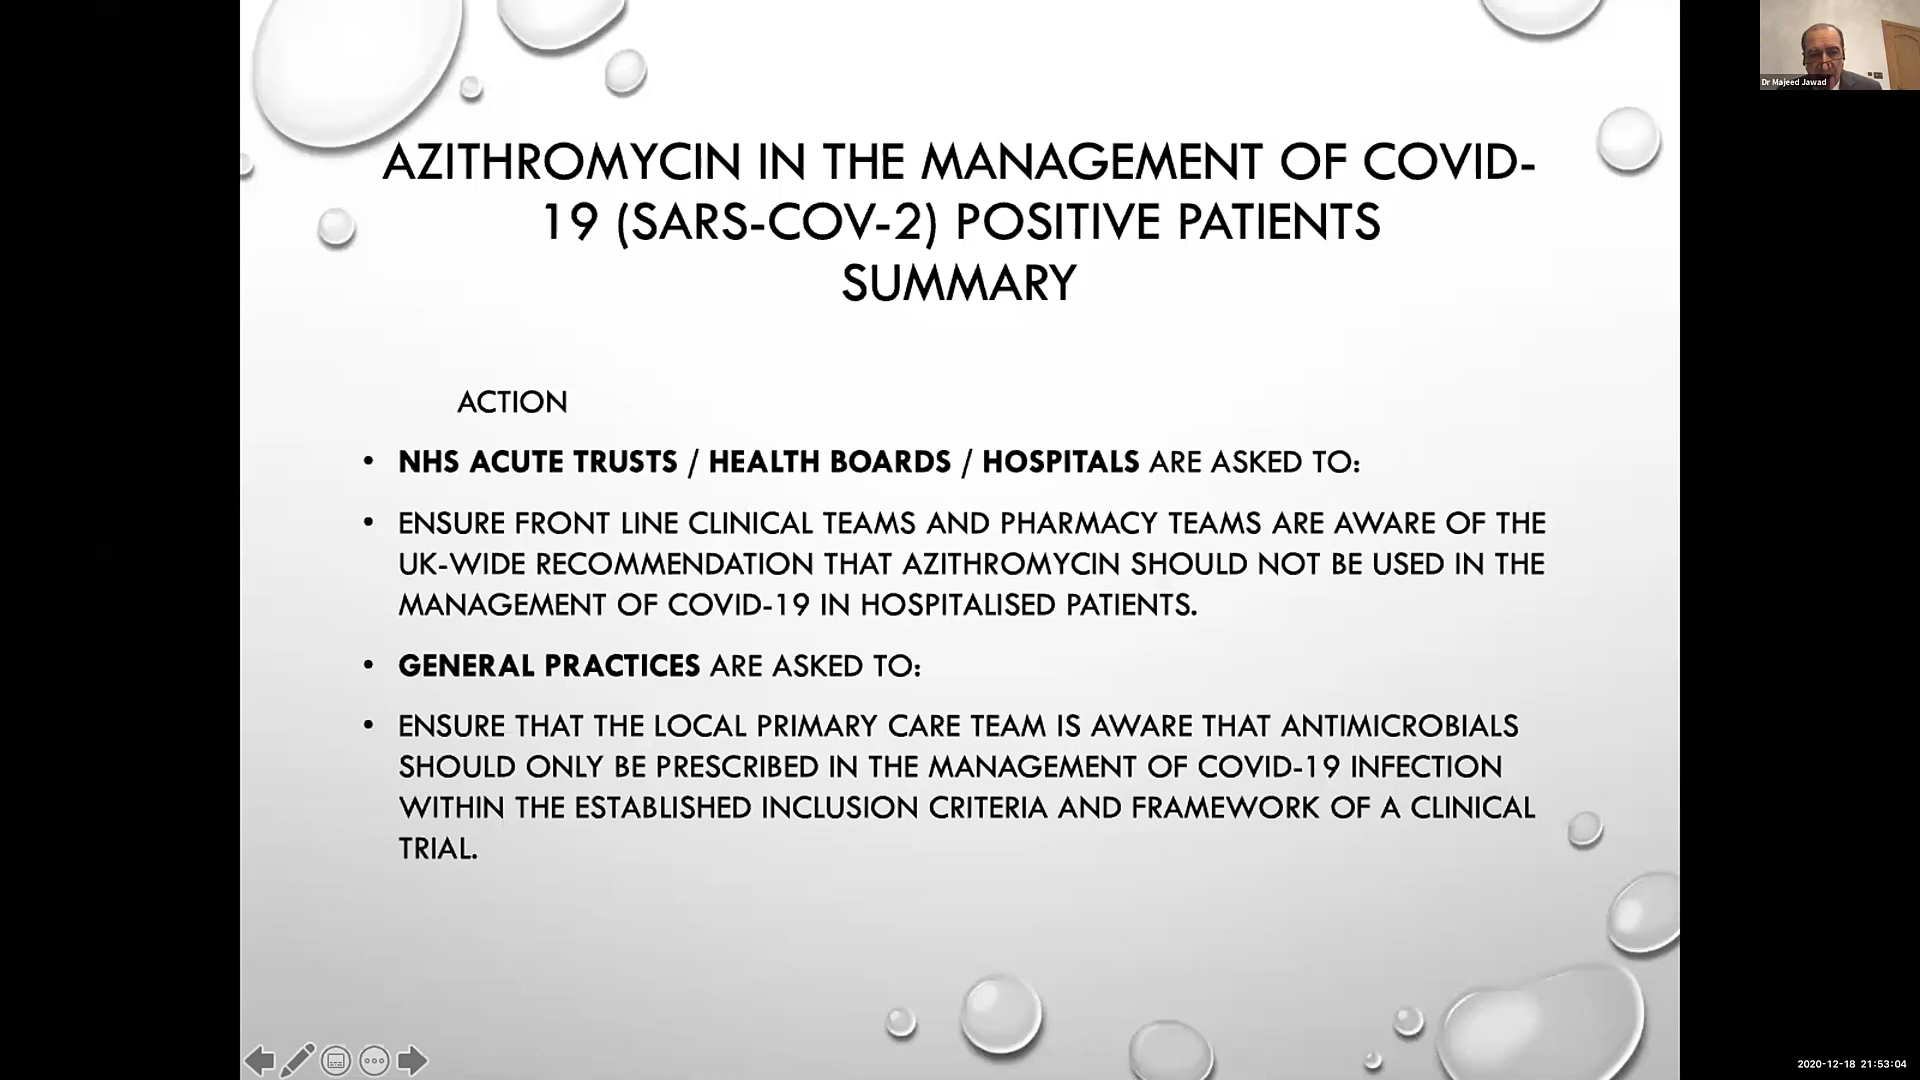 Dr Majeed Jawad
AZITHROMYCIN IN THE MANAGEMENT OF COVID-
19 (SARS-COV-2) POSITIVE PATIENTS
SUMMARY
ACTION
• NHS ACUTE TRUSTS / HEALTH BOARDS / HOSPITALS ARE ASKED TO:
• ENSURE FRONT LINE CLINICAL TEAMS AND PHARMACY TEAMS ARE AWARE OF THE
UK-WIDE RECOMMENDATION THAT AZITHROMYCIN SHOULD NOT BE USED IN THE
MANAGEMENT OF COVID-19 IN HOSPITALISED PATIENTS.
• GENERAL PRACTICES ARE ASKED TO:
• ENSURE THAT THE LOCAL PRIMARY CARE TEAM IS AWARE THAT ANTIMICROBIALS
SHOULD ONLY BE PRESCRIBED IN THE MANAGEMENT OF COVID-19 INFECTION
WITHIN THE ESTABLISHED INCLUSION CRITERIA AND FRAMEWORK OF A CLINICAL
TRIAL.
2020-12-18 21:53:04